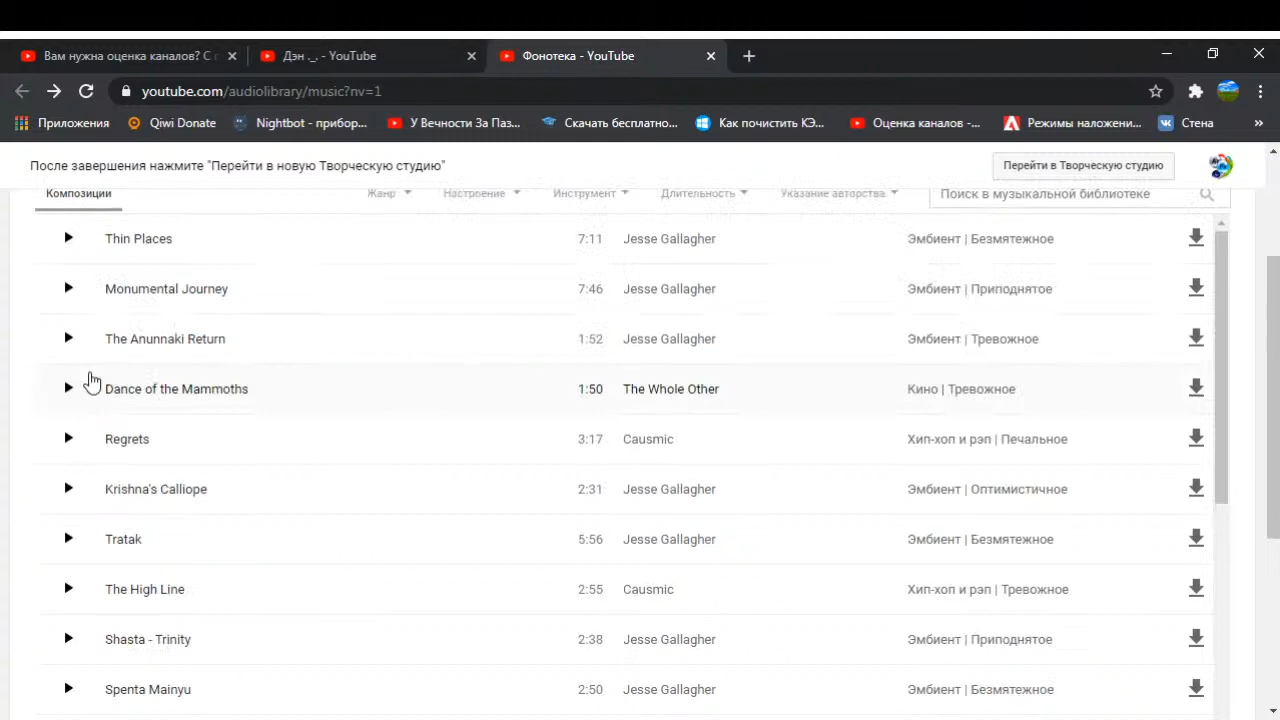 Вам нужна оценка каналов? С
Дэн ._. - YouTube
Фонотека - YouTube
youtube.com/audiolibrary/music?nv=1
Приложения Qiwi Donate Nightbot - прибор... У Вечности За Паз... Скачать бесплатно... Как почистить КЭ... Оценка каналов -... Режимы наложени... Стена »
После завершения нажмите "Перейти в новую Творческую студию" Перейти в Творческую студию
Композиции Жанр Настроение Инструмент Длительность Указание авторства Поиск в музыкальной библиотеке
Thin Places 7:11 Jesse Gallagher Эмбиент | Безмятежное
Monumental Journey 7:46 Jesse Gallagher Эмбиент | Приподнятое
The Anunnaki Return 1:52 Jesse Gallagher Эмбиент | Тревожное
Dance of the Mammoths 1:50 The Whole Other Кино | Тревожное
Regrets 3:17 Causmic Хип-хоп и рэп | Печальное
Krishna's Calliope 2:31 Jesse Gallagher Эмбиент | Оптимистичное
Tratak 5:56 Jesse Gallagher Эмбиент | Безмятежное
The High Line 2:55 Causmic Хип-хоп и рэп | Тревожное
Shasta - Trinity 2:38 Jesse Gallagher Эмбиент | Приподнятое
Spenta Mainyu 2:50 Jesse Gallagher Эмбиент | Безмятежное